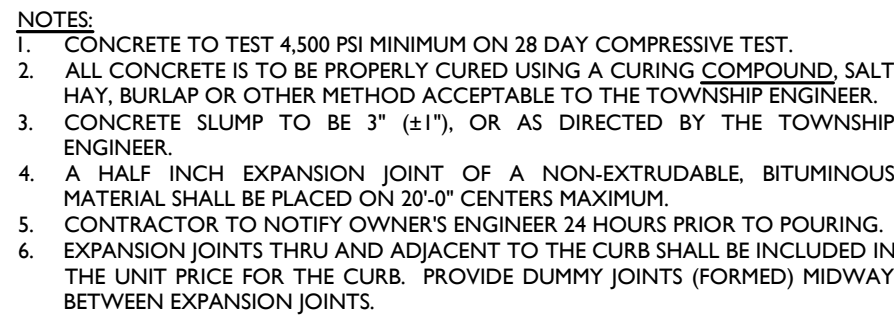 NOTES:
1. CONCRETE TO TEST 4,500 PSI MINIMUM ON 28 DAY COMPRESSIVE TEST.
2. ALL CONCRETE IS TO BE PROPERLY CURED USING A CURING COMPOUND, SALT
HAY, BURLAP OR OTHER METHOD ACCEPTABLE TO THE TOWNSHIP ENGINEER.
3. CONCRETE SLUMP TO BE 3" (±1"), OR AS DIRECTED BY THE TOWNSHIP
ENGINEER.
4. A HALF INCH EXPANSION JOINT OF A NON-EXTRUDABLE, BITUMINOUS
MATERIAL SHALL BE PLACED ON 20'-0" CENTERS MAXIMUM.
5. CONTRACTOR TO NOTIFY OWNER'S ENGINEER 24 HOURS PRIOR TO POURING.
6. EXPANSION JOINTS THRU AND ADJACENT TO THE CURB SHALL BE INCLUDED IN
THE UNIT PRICE FOR THE CURB. PROVIDE DUMMY JOINTS (FORMED) MIDWAY
BETWEEN EXPANSION JOINTS.